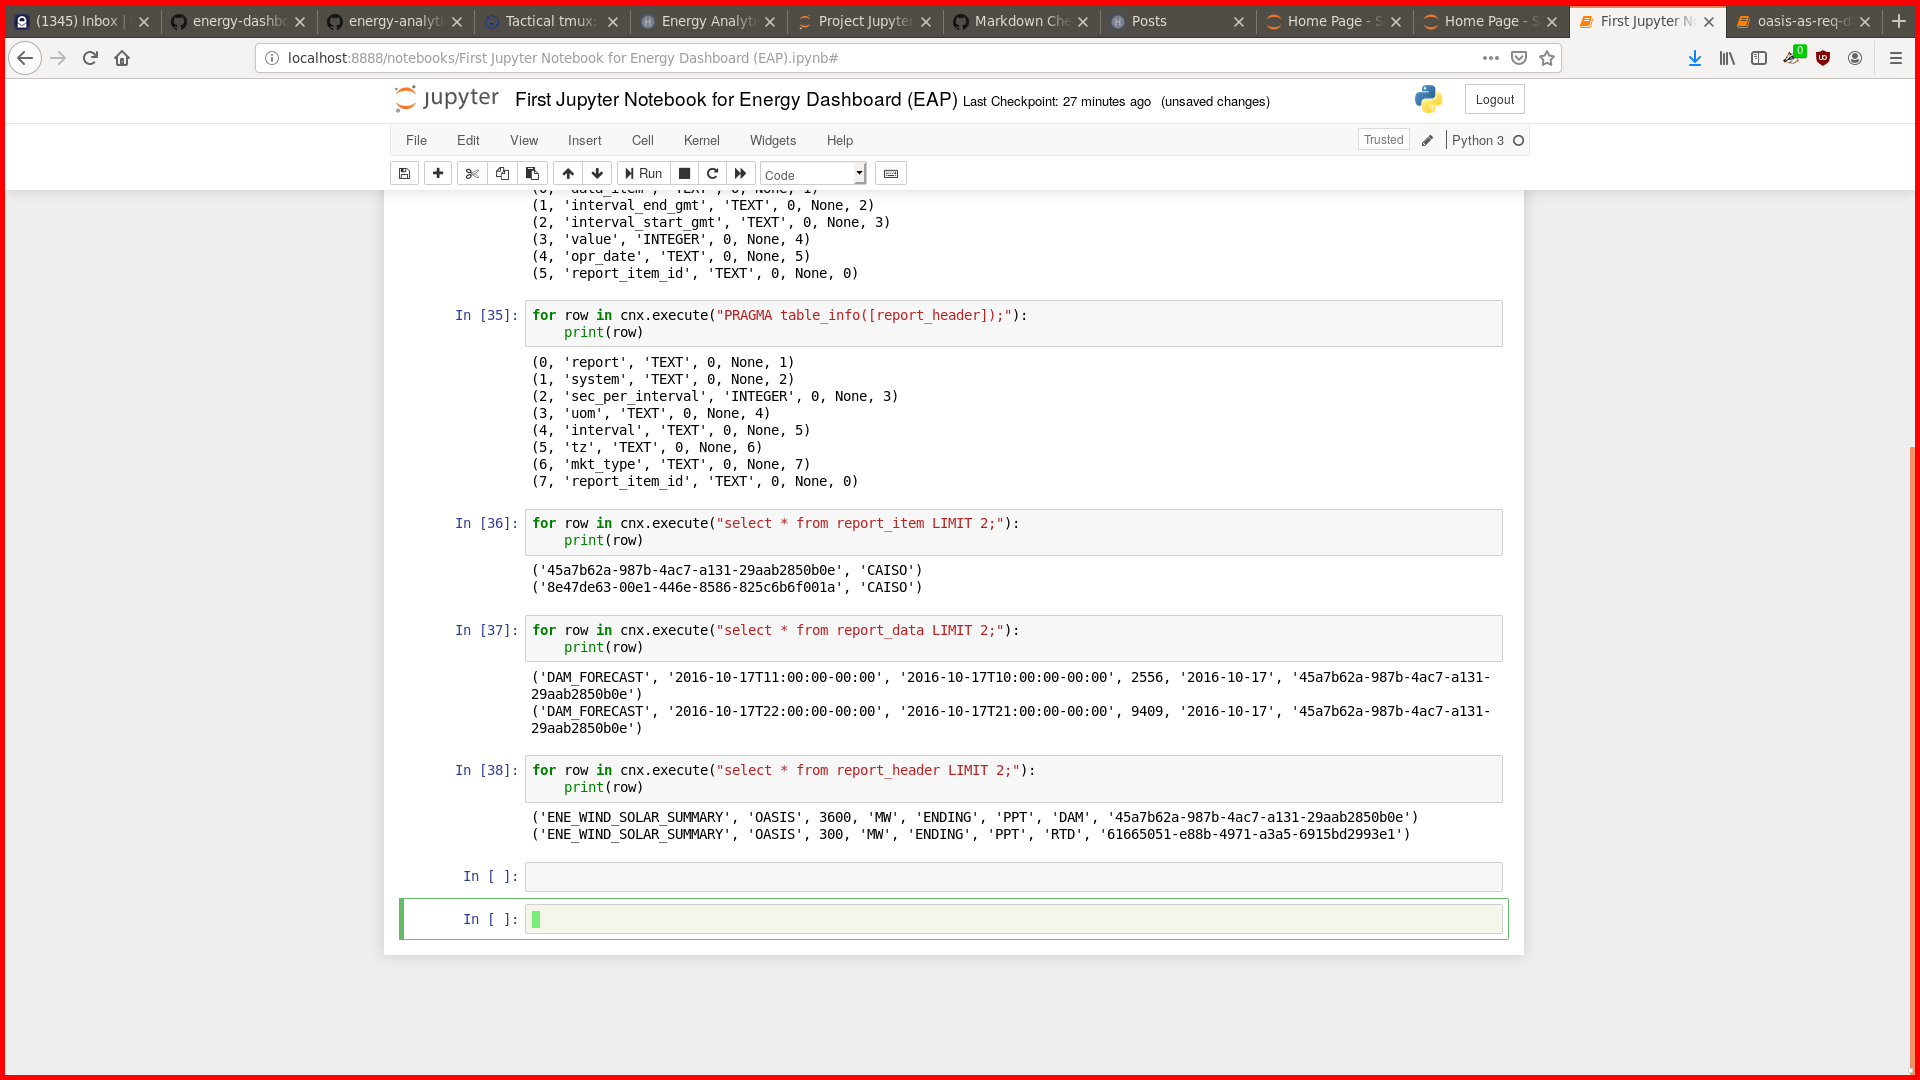 (1345) Inbox |
energy-dashbo
energy-analyti
Tactical tmux:
Energy Analyti
Project Jupyter
Markdown Che
Posts
Home Page - S
Home Page - S
First Jupyter N
oasis-as-req-d
localhost:8888/notebooks/First Jupyter Notebook for Energy Dashboard (EAP).ipynb#
0
jupyter First Jupyter Notebook for Energy Dashboard (EAP) Last Checkpoint: 27 minutes ago (unsaved changes)
Logout
File Edit View Insert Cell Kernel Widgets Help
Trusted Python 3
Run Code
(0, 'data_item', 'TEXT', 0, None, 1)
(1, 'interval_end_gmt', 'TEXT', 0, None, 2)
(2, 'interval_start_gmt', 'TEXT', 0, None, 3)
(3, 'value', 'INTEGER', 0, None, 4)
(4, 'opr_date', 'TEXT', 0, None, 5)
(5, 'report_item_id', 'TEXT', 0, None, 0)
In [35]: for row in cnx.execute("PRAGMA table_info([report_header]);"):
print(row)
(0, 'report', 'TEXT', 0, None, 1)
(1, 'system', 'TEXT', 0, None, 2)
(2, 'sec_per_interval', 'INTEGER', 0, None, 3)
(3, 'uom', 'TEXT', 0, None, 4)
(4, 'interval', 'TEXT', 0, None, 5)
(5, 'tz', 'TEXT', 0, None, 6)
(6, 'mkt_type', 'TEXT', 0, None, 7)
(7, 'report_item_id', 'TEXT', 0, None, 0)
In [36]: for row in cnx.execute("select * from report_item LIMIT 2;"):
print(row)
('45a7b62a-987b-4ac7-a131-29aab2850b0e', 'CAISO')
('8e47de63-00e1-446e-8586-825c6b6f001a', 'CAISO')
In [37]: for row in cnx.execute("select * from report_data LIMIT 2;"):
print(row)
('DAM_FORECAST', '2016-10-17T11:00:00-00:00', '2016-10-17T10:00:00-00:00', 2556, '2016-10-17', '45a7b62a-987b-4ac7-a131-
29aab2850b0e')
('DAM_FORECAST', '2016-10-17T22:00:00-00:00', '2016-10-17T21:00:00-00:00', 9409, '2016-10-17', '45a7b62a-987b-4ac7-a131-
29aab2850b0e')
In [38]: for row in cnx.execute("select * from report_header LIMIT 2;"):
print(row)
('ENE_WIND_SOLAR_SUMMARY', 'OASIS', 3600, 'MW', 'ENDING', 'PPT', 'DAM', '45a7b62a-987b-4ac7-a131-29aab2850b0e')
('ENE_WIND_SOLAR_SUMMARY', 'OASIS', 300, 'MW', 'ENDING', 'PPT', 'RTD', '61665051-e88b-4971-a3a5-6915bd2993e1')
In [ ]:
In [ ]: